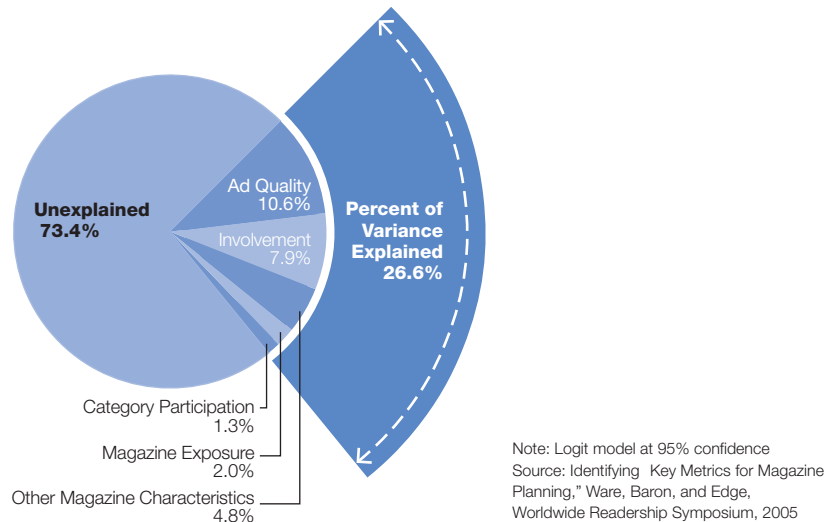 Unexplained
73.4%
Ad Quality
10.6%
Involvement
7.9%
Percent of
Variance
Explained
26.6%
Category Participation
1.3%
Magazine Exposure
2.0%
Other Magazine Characteristics
4.8%
Note: Logit model at 95% confidence
Source: Identifying Key Metrics for Magazine
Planning,” Ware, Baron, and Edge,
Worldwide Readership Symposium, 2005